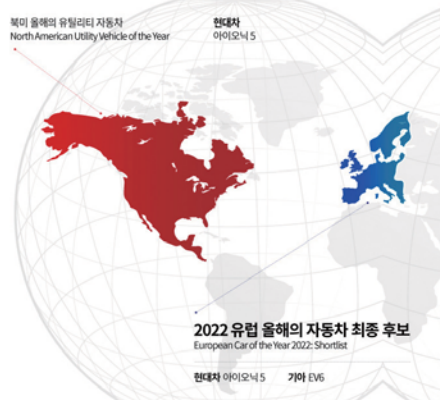 북미 올해의 유틸리티 자동차
North American Utility Vehicle of the Year
현대차
아이오닉 5
2022 유럽 올해의 자동차 최종 후보
European Car of the Year 2022: Shortlist
현대차 아이오닉 5 기아 EV6